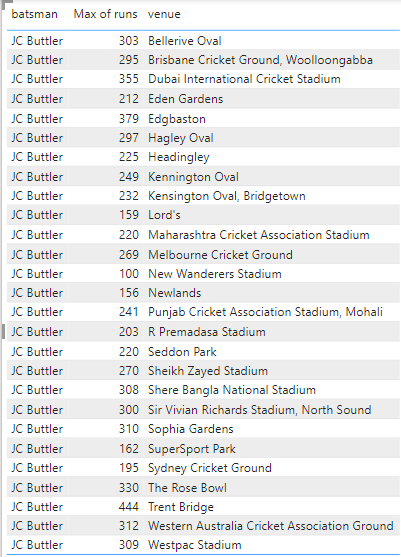 batsman Max of runs venue
JC Buttler 303 Bellerive Oval
JC Buttler 295 Brisbane Cricket Ground, Woolloongabba
JC Buttler 355 Dubai International Cricket Stadium
JC Buttler 212 Eden Gardens
JC Buttler 379 Edgbaston
JC Buttler 297 Hagley Oval
JC Buttler 225 Headingley
JC Buttler 249 Kennington Oval
JC Buttler 232 Kensington Oval, Bridgetown
JC Buttler 159 Lord's
JC Buttler 220 Maharashtra Cricket Association Stadium
JC Buttler 269 Melbourne Cricket Ground
JC Buttler 100 New Wanderers Stadium
JC Buttler 156 Newlands
JC Buttler 241 Punjab Cricket Association Stadium, Mohali
JC Buttler 203 R Premadasa Stadium
JC Buttler 220 Seddon Park
JC Buttler 270 Sheikh Zayed Stadium
JC Buttler 308 Shere Bangla National Stadium
JC Buttler 300 Sir Vivian Richards Stadium, North Sound
JC Buttler 310 Sophia Gardens
JC Buttler 162 SuperSport Park
JC Buttler 195 Sydney Cricket Ground
JC Buttler 330 The Rose Bowl
JC Buttler 444 Trent Bridge
JC Buttler 312 Western Australia Cricket Association Ground
JC Buttler 309 Westpac Stadium